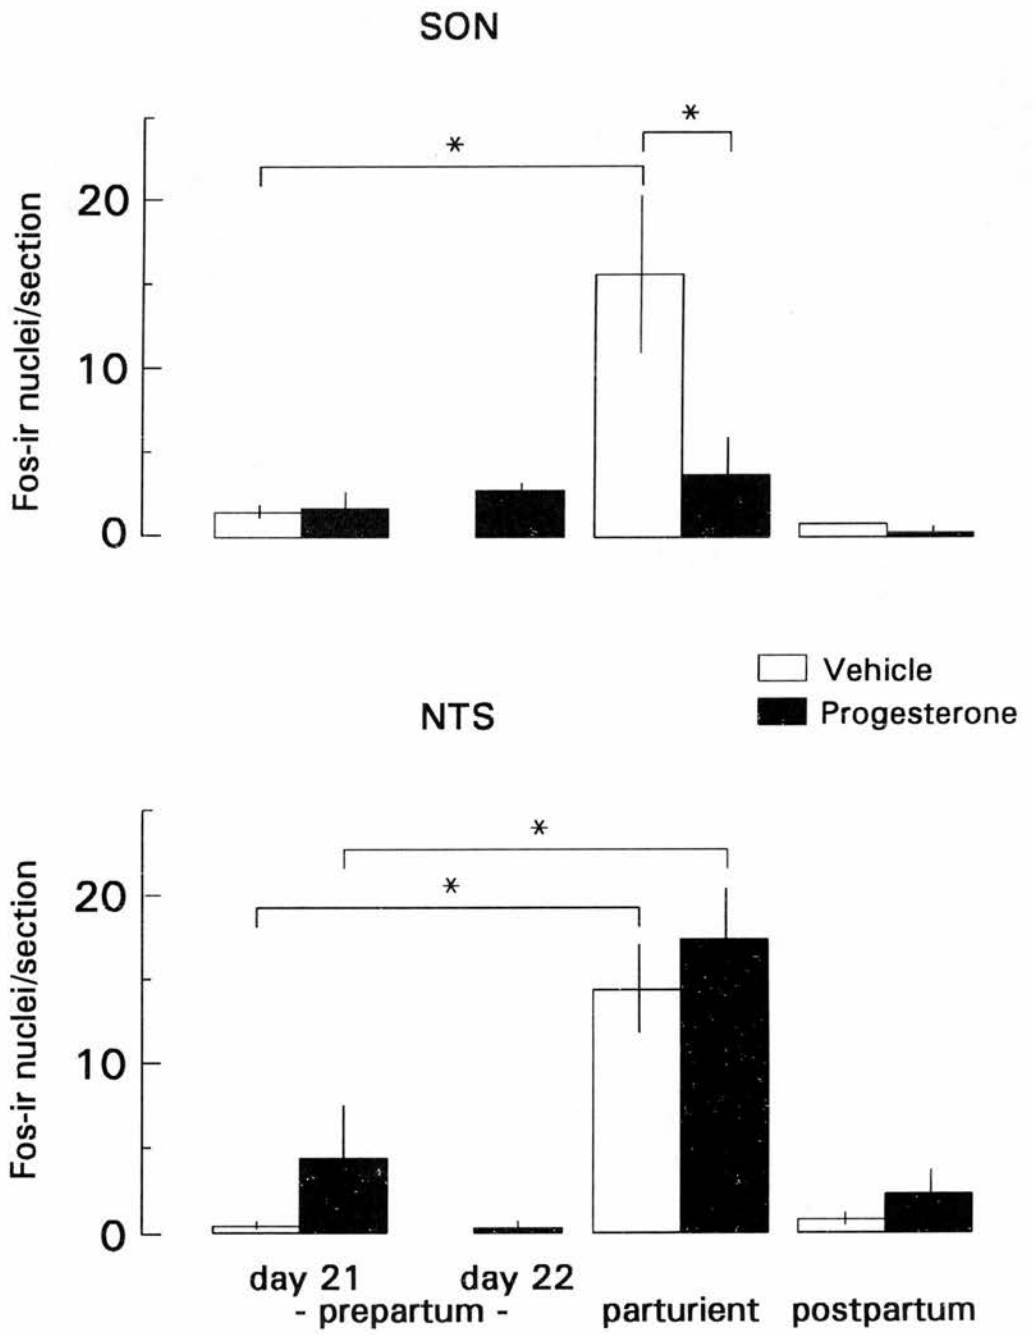 SON
*
*
Fos-ir nuclei/section
20
10
0
Vehicle
Progesterone
NTS
*
*
Fos-ir nuclei/section
20
10
0
day 21 day 22
- prepartum - parturient postpartum